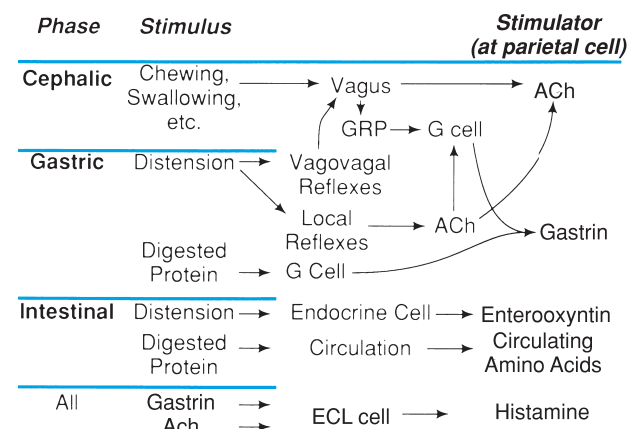 Phase Stimulus Stimulator
(at parietal cell)
Cephalic Chewing,
Swallowing,
etc.
Vagus ACh
GRP G cell
Gastric Distension Vagovagal
Reflexes
Local
Reflexes
ACh Gastrin
Digested
Protein
G Cell
Intestinal Distension Endocrine Cell Enterooxyntin
Digested
Protein
Circulation Circulating
Amino Acids
All Gastrin
Ach
ECL cell Histamine